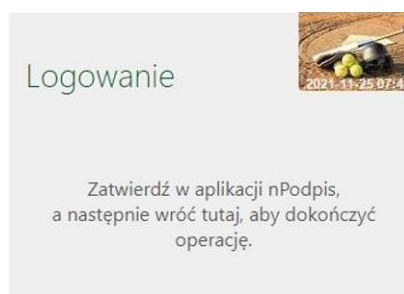 Logowanie
2021-11-25 07:4
Zatwierdź w aplikacji nPodpis,
a następnie wróć tutaj, aby dokończyć
operację.